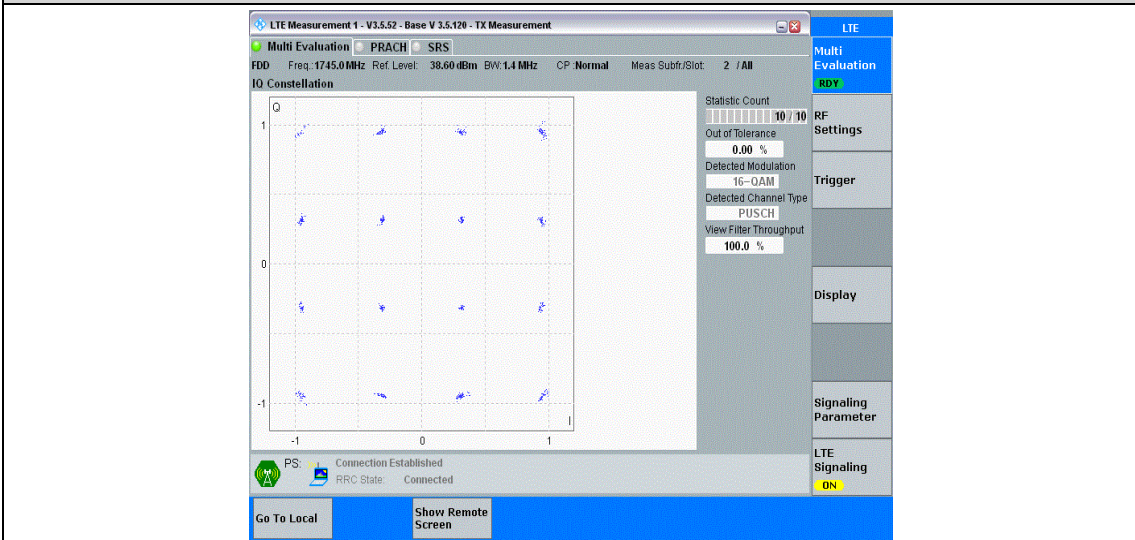 LTE Measurement 1 - V3.5.52 - Base V 3.5.120 - TX Measurement
LTE
Multi Evaluation PRACH SRS
Multi
Evaluation
RDY
FDD Freq.:1745.0 MHz Ref. Level: 38.60 dBm BW:1.4 MHz CP :Normal Meas Subfr./Slot: 2 / All
IQ Constellation
Q
1
0
-1
-1 0 1
I
Statistic Count
10 / 10
Out of Tolerance
0.00 %
Detected Modulation
16-QAM
Detected Channel Type
PUSCH
View Filter Throughput
100.0 %
RF
Settings
Trigger
Display
Signaling
Parameter
LTE
Signaling
ON
PS: Connection Established
RRC State: Connected
Go To Local
Show Remote
Screen